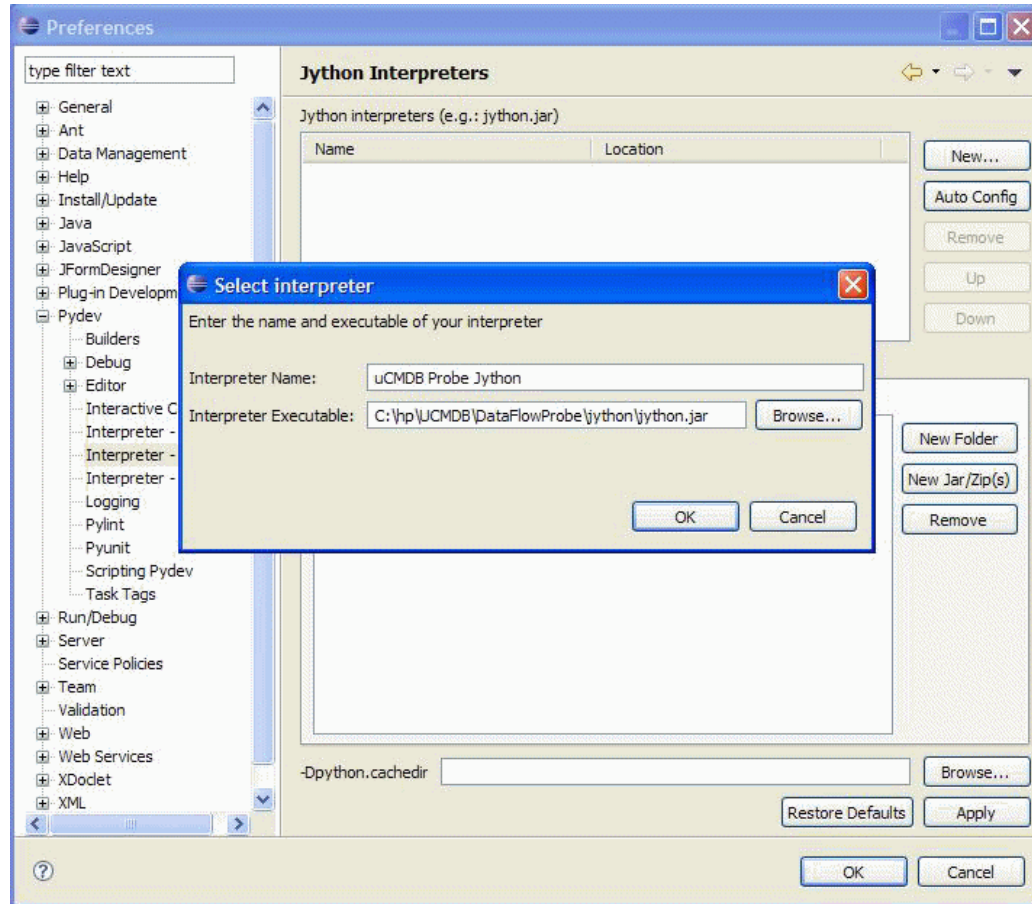 Preferences
type filter text
Jython Interpreters
General
Ant
Data Management
Help
Install/Update
Java
JavaScript
JFormDesigner
Plug-in Developm
Pydev
Builders
Debug
Editor
Interactive C
Interpreter -
Interpreter -
Interpreter -
Logging
Pylint
Pyunit
Scripting Pydev
Task Tags
Run/Debug
Server
Service Policies
Team
Validation
Web
Web Services
XDoclet
XML
Jython interpreters (e.g.: jython.jar)
Name Location
New...
Auto Config
Remove
Up
Down
Select interpreter
Enter the name and executable of your interpreter
Interpreter Name: uCMDB Probe Jython
Interpreter Executable: C:\hp\UCMDB\DataFlowProbe\jython\jython.jar Browse...
OK Cancel
New Folder
New Jar/Zip(s)
Remove
-Dpython.cachedir Browse...
Restore Defaults Apply
? OK Cancel